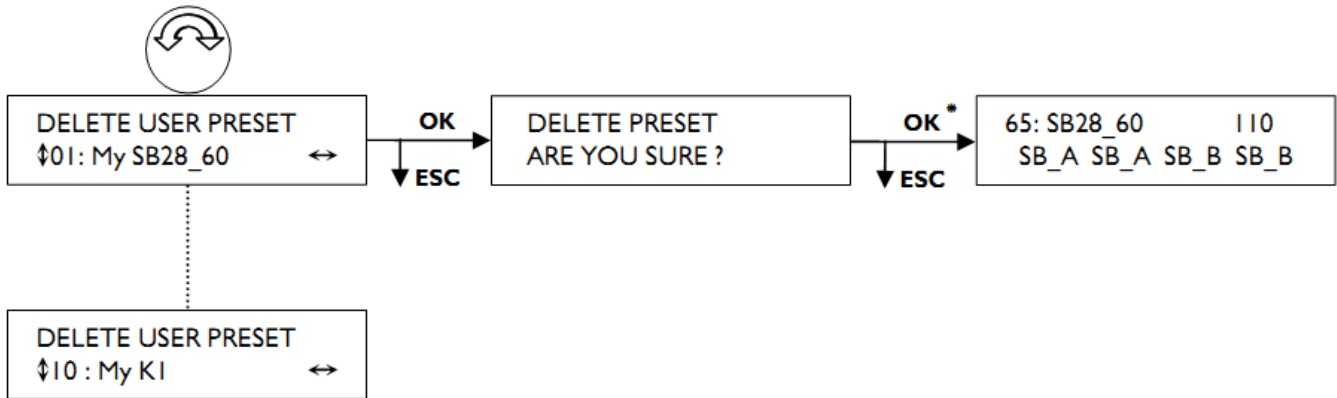 DELETE USER PRESET
⇕01: My SB28_60 ↔
OK
ESC
DELETE PRESET
ARE YOU SURE ?
OK *
ESC
65: SB28_60 110
SB_A SB_A SB_B SB_B
DELETE USER PRESET
⇕10 : My K1 ↔